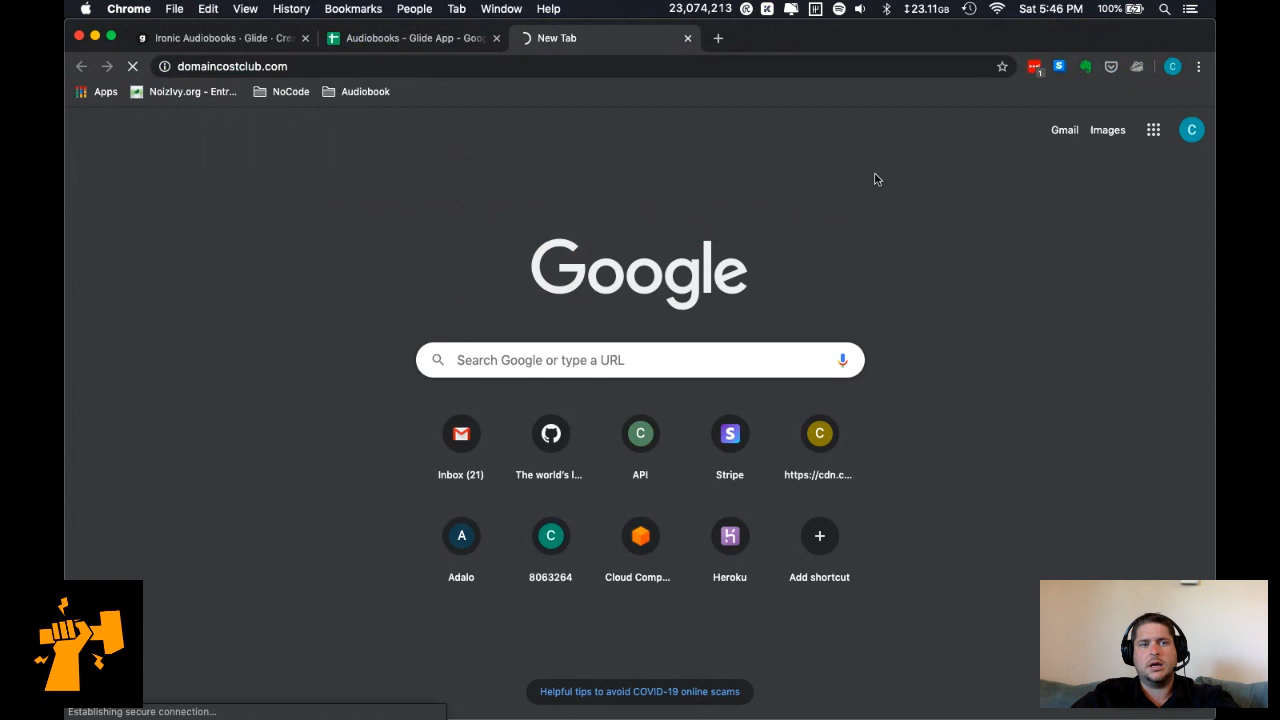 Chrome File Edit View History Bookmarks People Tab Window Help 23,074,213 23.11GB Sat 5:46 PM 100%
Ironic Audiobooks · Glide · Cre
Audiobooks - Glide App - Goo
New Tab
domaincostclub.com
1
S
C
Apps NoizIvy.org - Entr... NoCode Audiobook
Gmail Images C
Google
Search Google or type a URL
C S C
Inbox (21) The world's l... API Stripe https://cdn.c...
A C
Adalo 8063264 Cloud Comp... Heroku Add shortcut
Helpful tips to avoid COVID-19 online scams
Establishing secure connection...